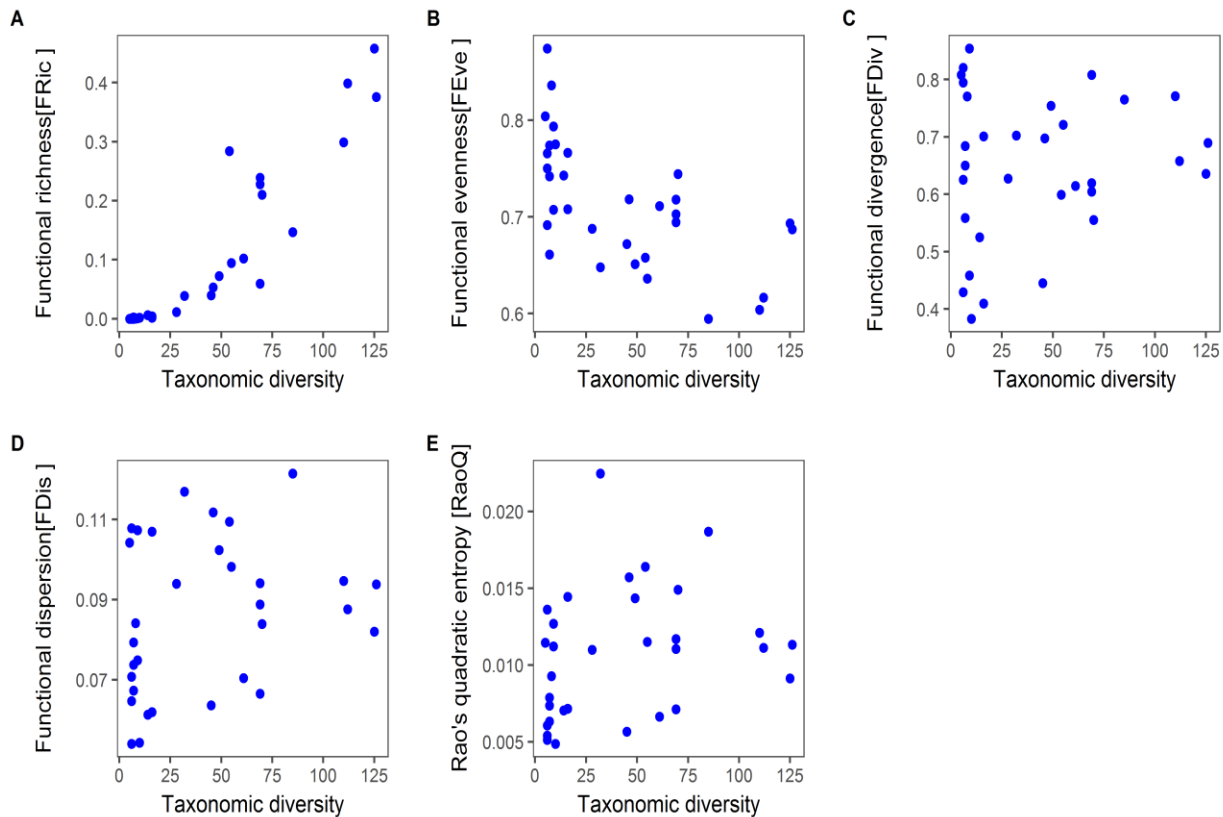 A
Functional richness[FRic ]
0.4
0.3
0.2
0.1
0.0
0 25 50 75 100 125
Taxonomic diversity
B
Functional evenness[FEve ]
0.8
0.7
0.6
0 25 50 75 100 125
Taxonomic diversity
C
Functional divergence[FDiv ]
0.8
0.7
0.6
0.5
0.4
0 25 50 75 100 125
Taxonomic diversity
D
Functional dispersion[FDis ]
0.11
0.09
0.07
0 25 50 75 100 125
Taxonomic diversity
E
Rao's quadratic entropy [RaoQ]
0.020
0.015
0.010
0.005
0 25 50 75 100 125
Taxonomic diversity